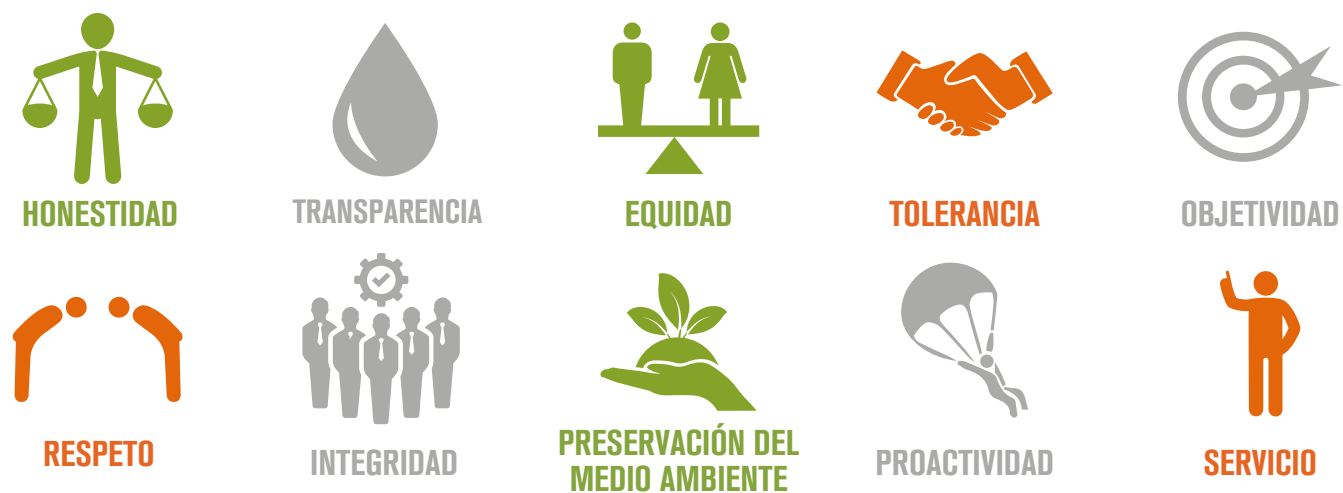 HONESTIDAD
TRANSPARENCIA
EQUIDAD
TOLERANCIA
OBJETIVIDAD
RESPETO
INTEGRIDAD
PRESERVACIÓN DEL
MEDIO AMBIENTE
PROACTIVIDAD
SERVICIO